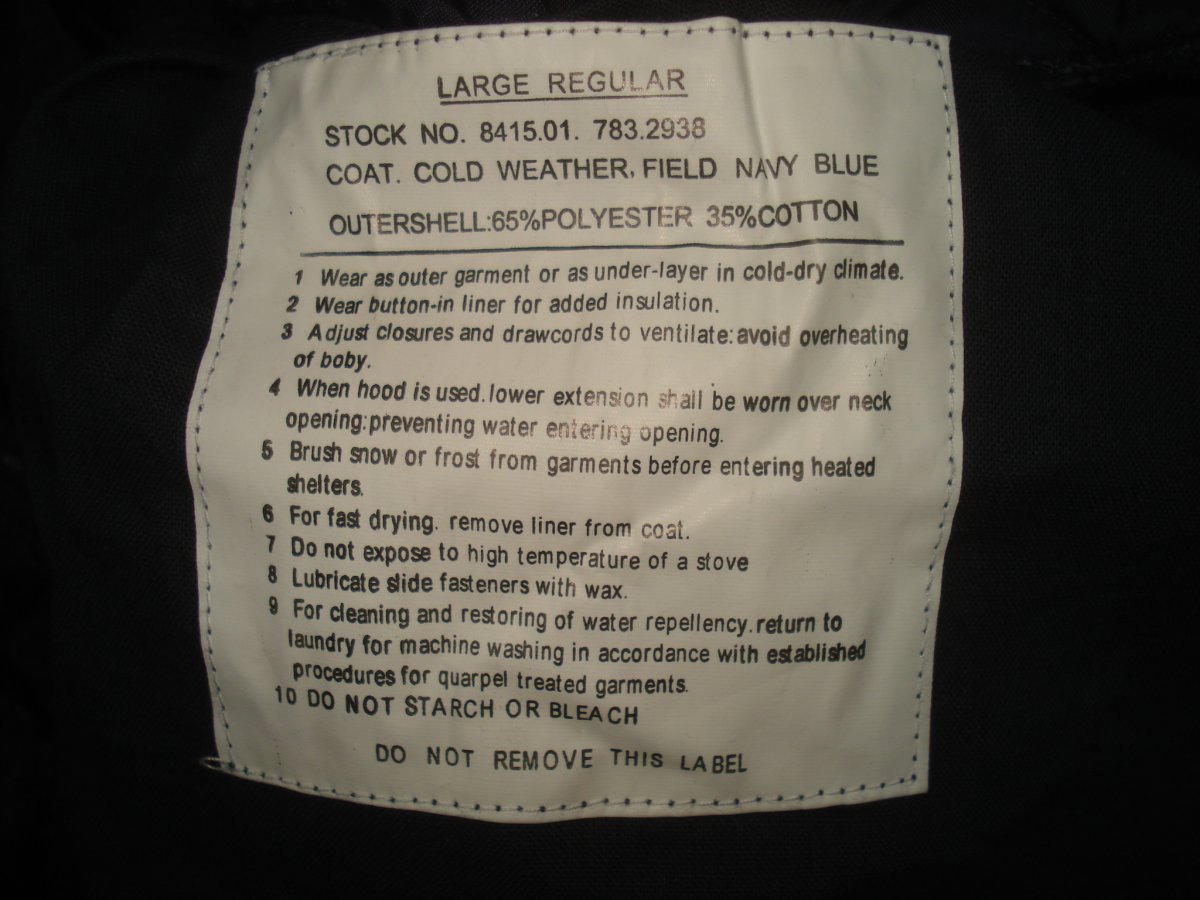 LARGE REGULAR
STOCK NO. 8415.01. 783.2938
COAT. COLD WEATHER, FIELD NAVY BLUE
OUTERSHELL:65%POLYESTER 35%COTTON
1 Wear as outer garment or as under-layer in cold-dry climate.
2 Wear button-in liner for added insulation.
3 Adjust closures and drawcords to ventilate:avoid overheating
of boby.
4 When hood is used.lower extension shall be worn over neck
opening:preventing water entering opening.
5 Brush snow or frost from garments before entering heated
shelters.
6 For fast drying. remove liner from coat.
7 Do not expose to high temperature of a stove
8 Lubricate slide fasteners with wax.
9 For cleaning and restoring of water repellency.return to
laundry for machine washing in accordance with established
procedures for quarpel treated garments.
10 DO NOT STARCH OR BLEACH
DO NOT REMOVE THIS LABEL